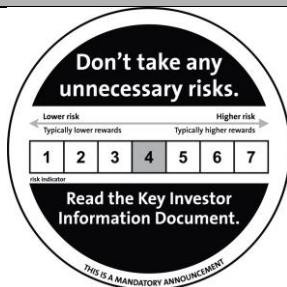 Don't take any
unnecessary risks.
Lower risk Higher risk
Typically lower rewards Typically higher rewards
1 2 3 4 5 6 7
risk indicator
Read the Key Investor
Information Document.
THIS IS A MANDATORY ANNOUNCEMENT